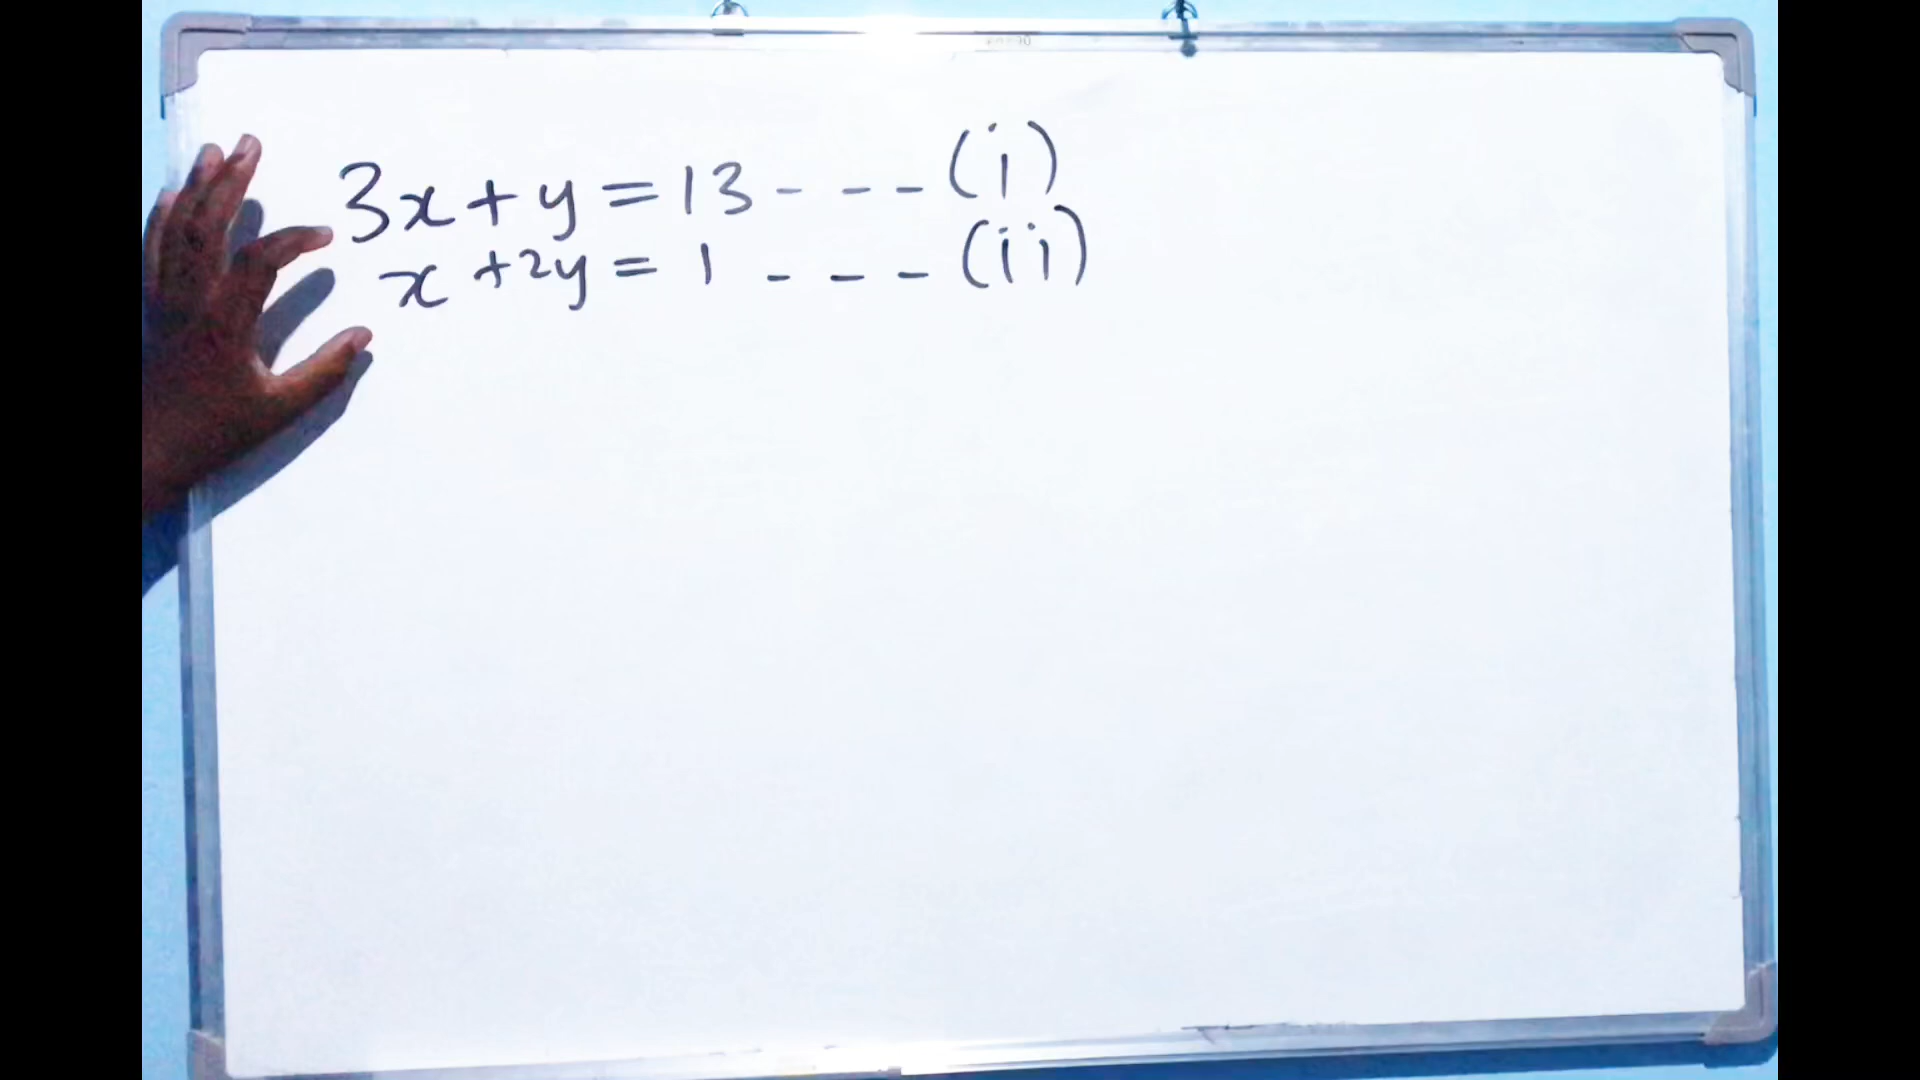 3x + y = 13 - - - (i)
x + 2y = 1 - - - (ii)